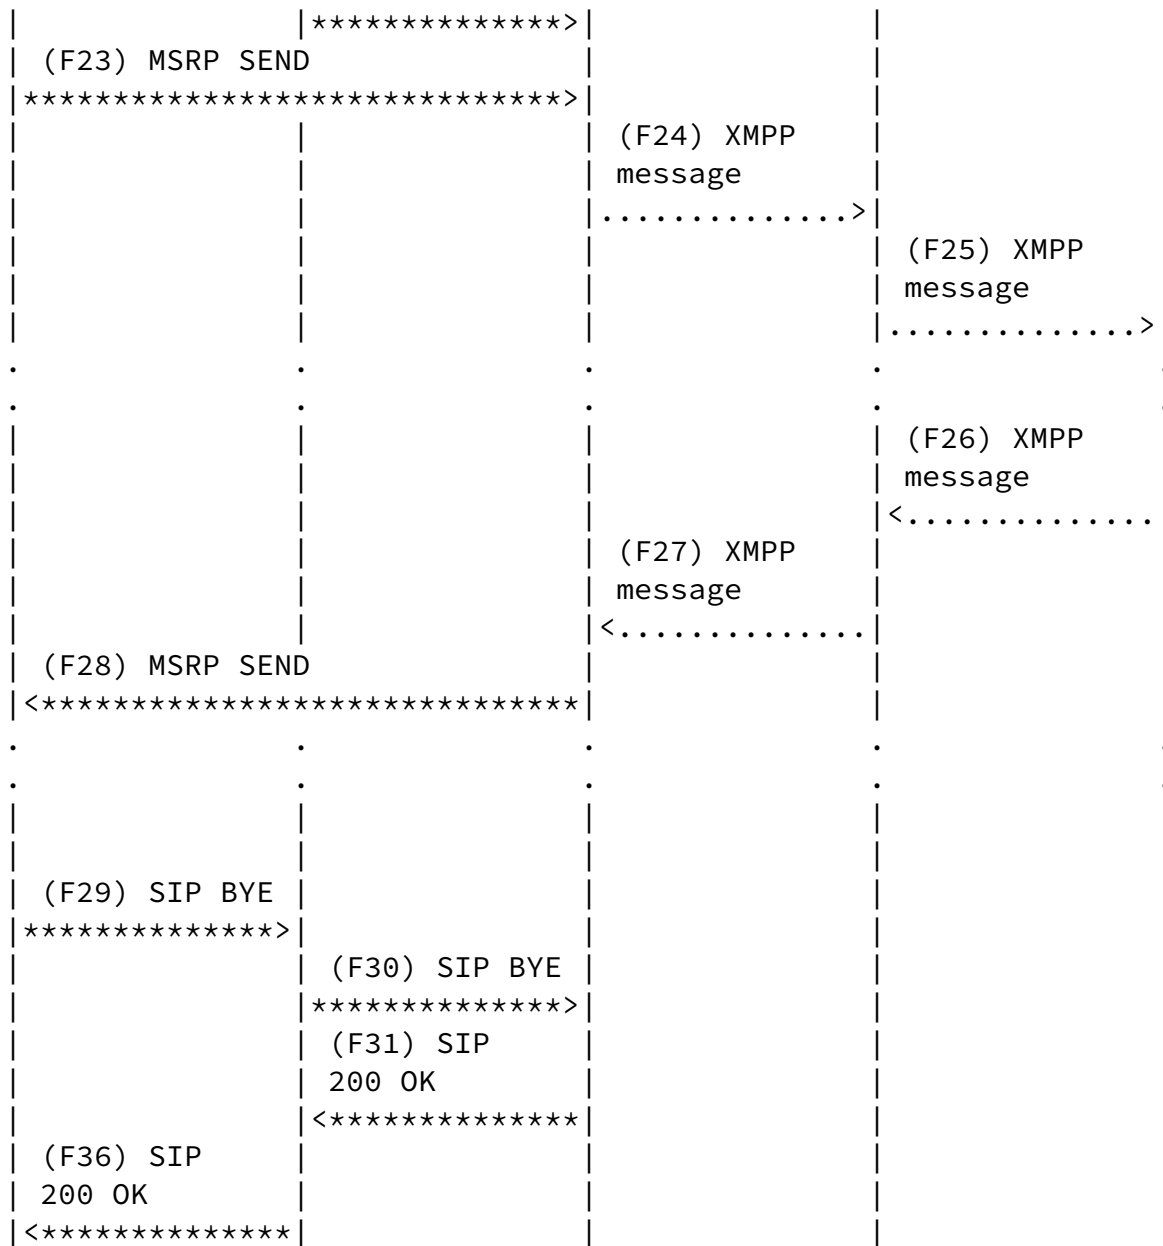 |                |**************>|                |
| (F23) MSRP SEND                |                |
|******************************>|                |
|                |               | (F24) XMPP     |
|                |               | message        |
|                |               |..............>|
|                |               |                | (F25) XMPP
|                |               |                | message
|                |               |                |..............>
.                .               .                .               .
.                .               .                .               .
|                |               |                | (F26) XMPP
|                |               |                | message
|                |               |                |<..............
|                |               | (F27) XMPP     |
|                |               | message        |
|                |               |<..............|
| (F28) MSRP SEND                |                |
|<******************************|                |
.                .               .                .               .
.                .               .                .               .
|                |               |                |
|                |               |                |
| (F29) SIP BYE  |               |                |
|**************>|               |                |
|                | (F30) SIP BYE |                |
|                |**************>|                |
|                | (F31) SIP     |                |
|                | 200 OK        |                |
|                |<**************|                |
| (F36) SIP      |               |                |
| 200 OK         |               |                |
|<**************|               |                |